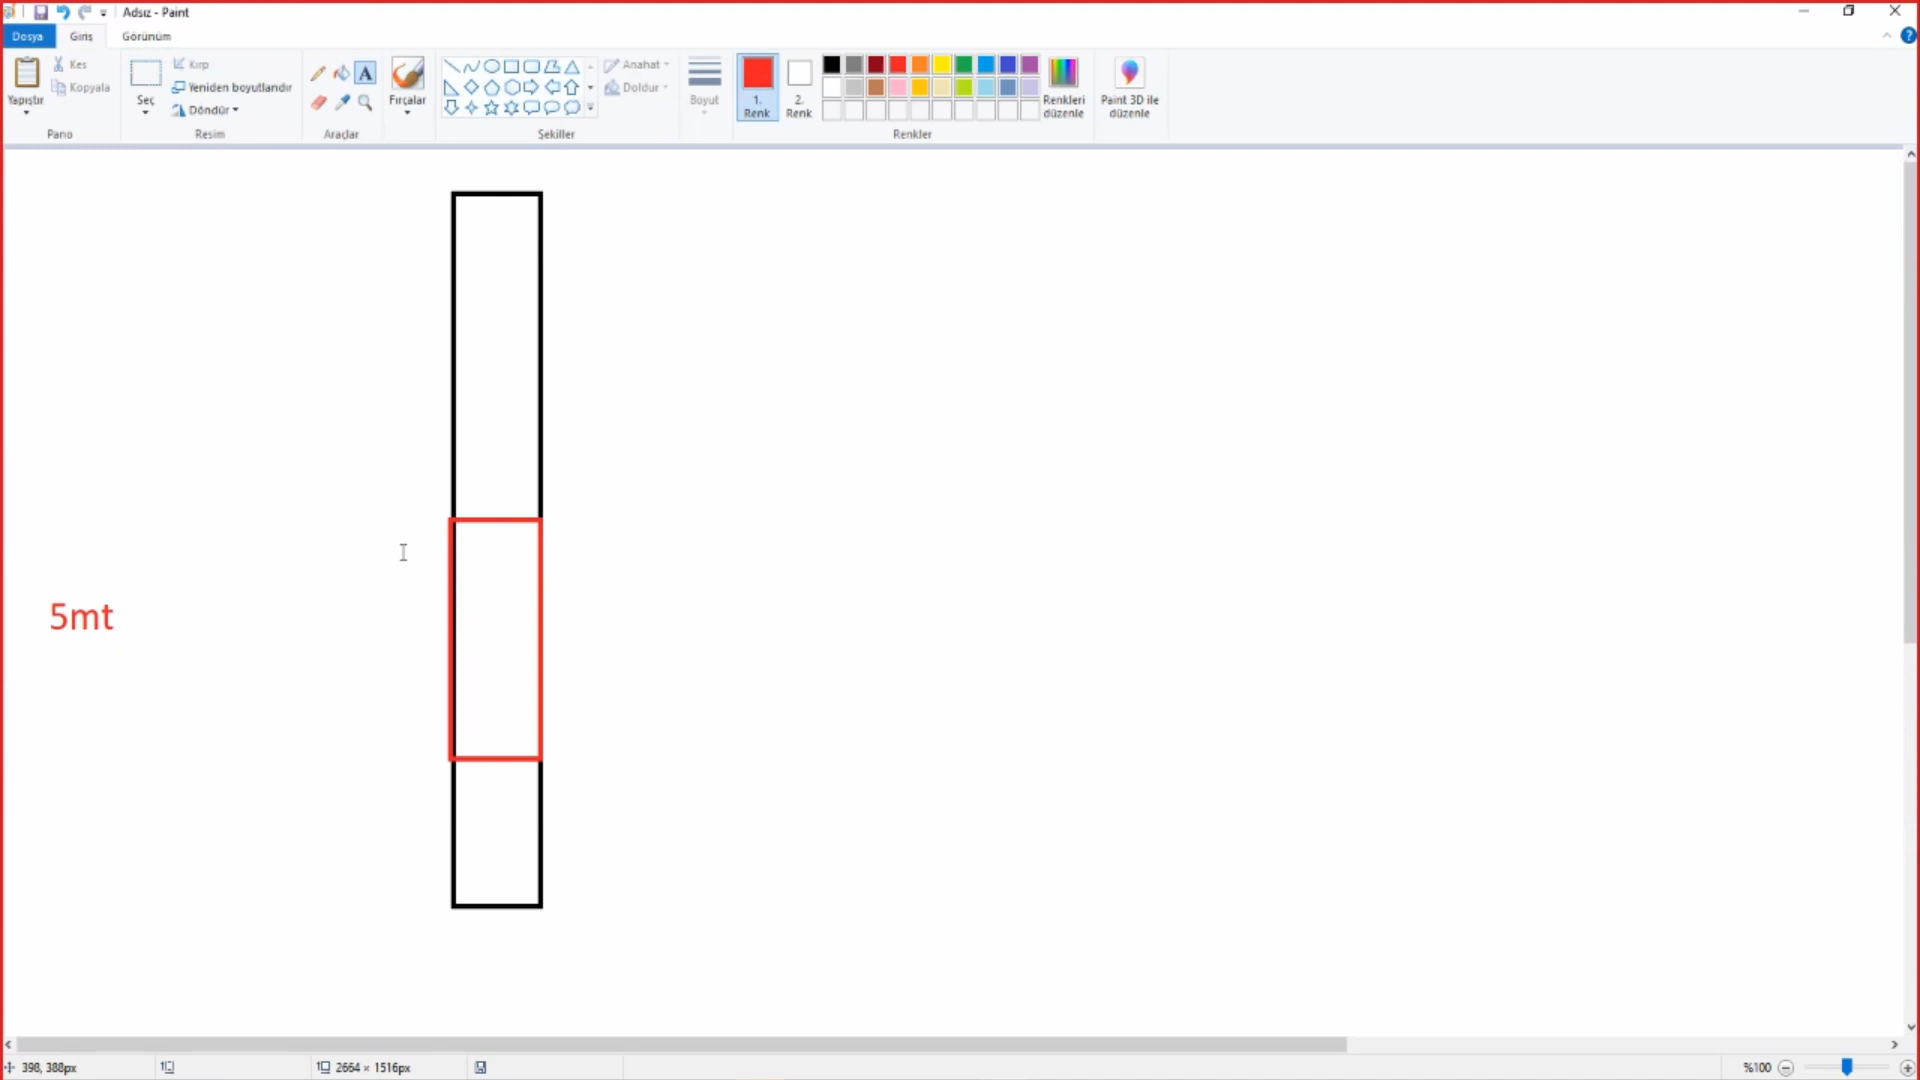 Adsız - Paint
Dosya
Giriş
Görünüm
Yapıştır
Kes
Kopyala
Pano
Seç
Kırp
Yeniden boyutlandır
Döndür
Resim
A
Araçlar
Fırçalar
Anahat
Doldur
Şekiller
Boyut
1.
Renk
2.
Renk
Renkleri
düzenle
Renkler
Paint 3D ile
düzenle
5mt
398, 388px
2664 × 1516px
%100